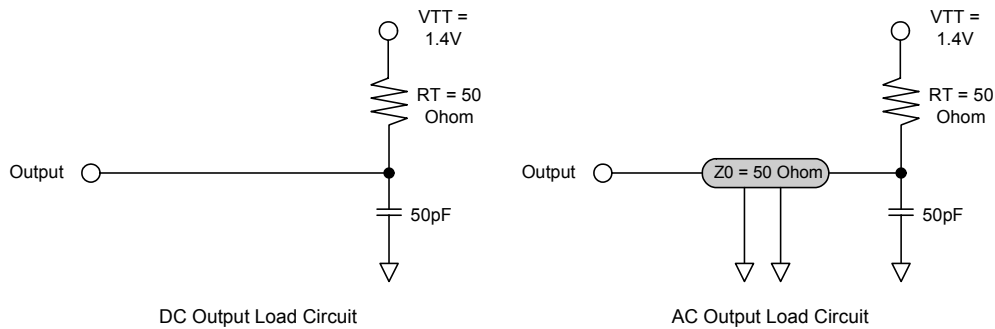 VTT =
1.4V
RT = 50
Ohom
Output
50pF
DC Output Load Circuit
VTT =
1.4V
RT = 50
Ohom
Output
Z0 = 50 Ohom
50pF
AC Output Load Circuit